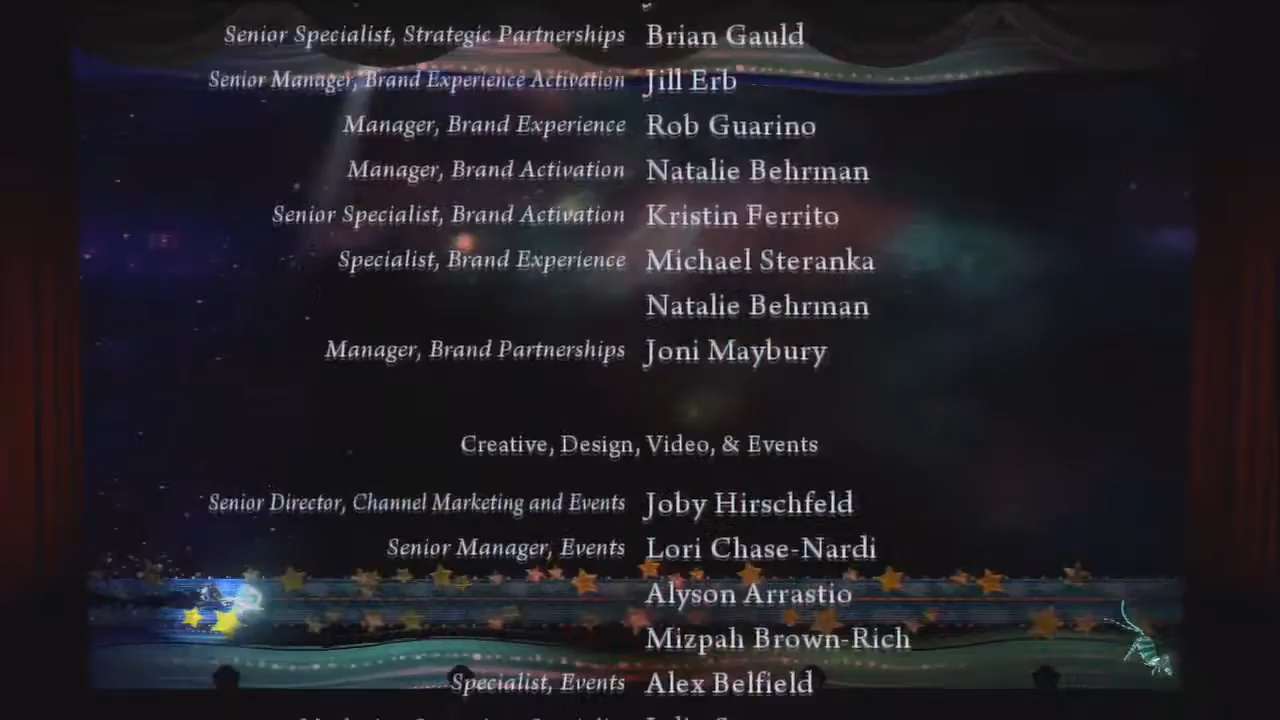 Senior Specialist, Strategic Partnerships Brian Gauld
Senior Manager, Brand Experience Activation Jill Erb
Manager, Brand Experience Rob Guarino
Manager, Brand Activation Natalie Behrman
Senior Specialist, Brand Activation Kristin Ferrito
Specialist, Brand Experience Michael Steranka
Natalie Behrman
Manager, Brand Partnerships Joni Maybury
Creative, Design, Video, & Events
Senior Director, Channel Marketing and Events Joby Hirschfeld
Senior Manager, Events Lori Chase-Nardi
Alyson Arrastio
Mizpah Brown-Rich
Specialist, Events Alex Belfield